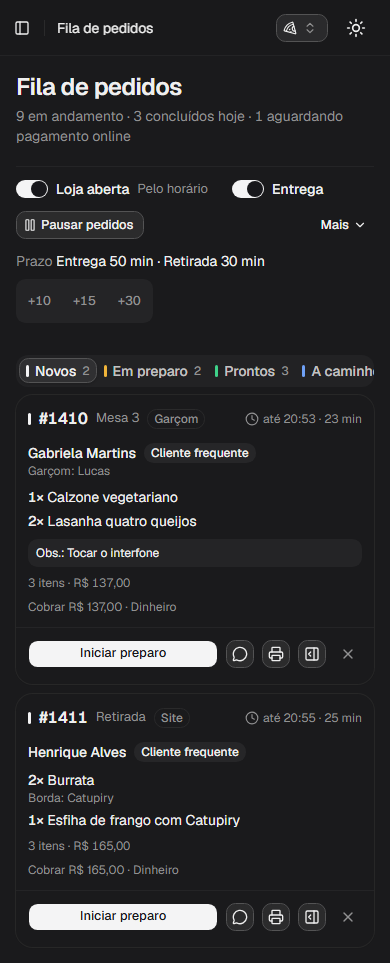 Fila de pedidos
Fila de pedidos
9 em andamento · 3 concluídos hoje · 1 aguardando
pagamento online
Loja aberta Pelo horário Entrega
Pausar pedidos Mais
Prazo Entrega 50 min · Retirada 30 min
+10 +15 +30
Novos 2 Em preparo 2 Prontos 3 A caminh
#1410 Mesa 3 Garçom até 20:53 · 23 min
Gabriela Martins Cliente frequente
Garçom: Lucas
1× Calzone vegetariano
2× Lasanha quatro queijos
Obs.: Tocar o interfone
3 itens · R$ 137,00
Cobrar R$ 137,00 · Dinheiro
Iniciar preparo
#1411 Retirada Site até 20:55 · 25 min
Henrique Alves Cliente frequente
2× Burrata
Borda: Catupiry
1× Esfiha de frango com Catupiry
3 itens · R$ 165,00
Cobrar R$ 165,00 · Dinheiro
Iniciar preparo